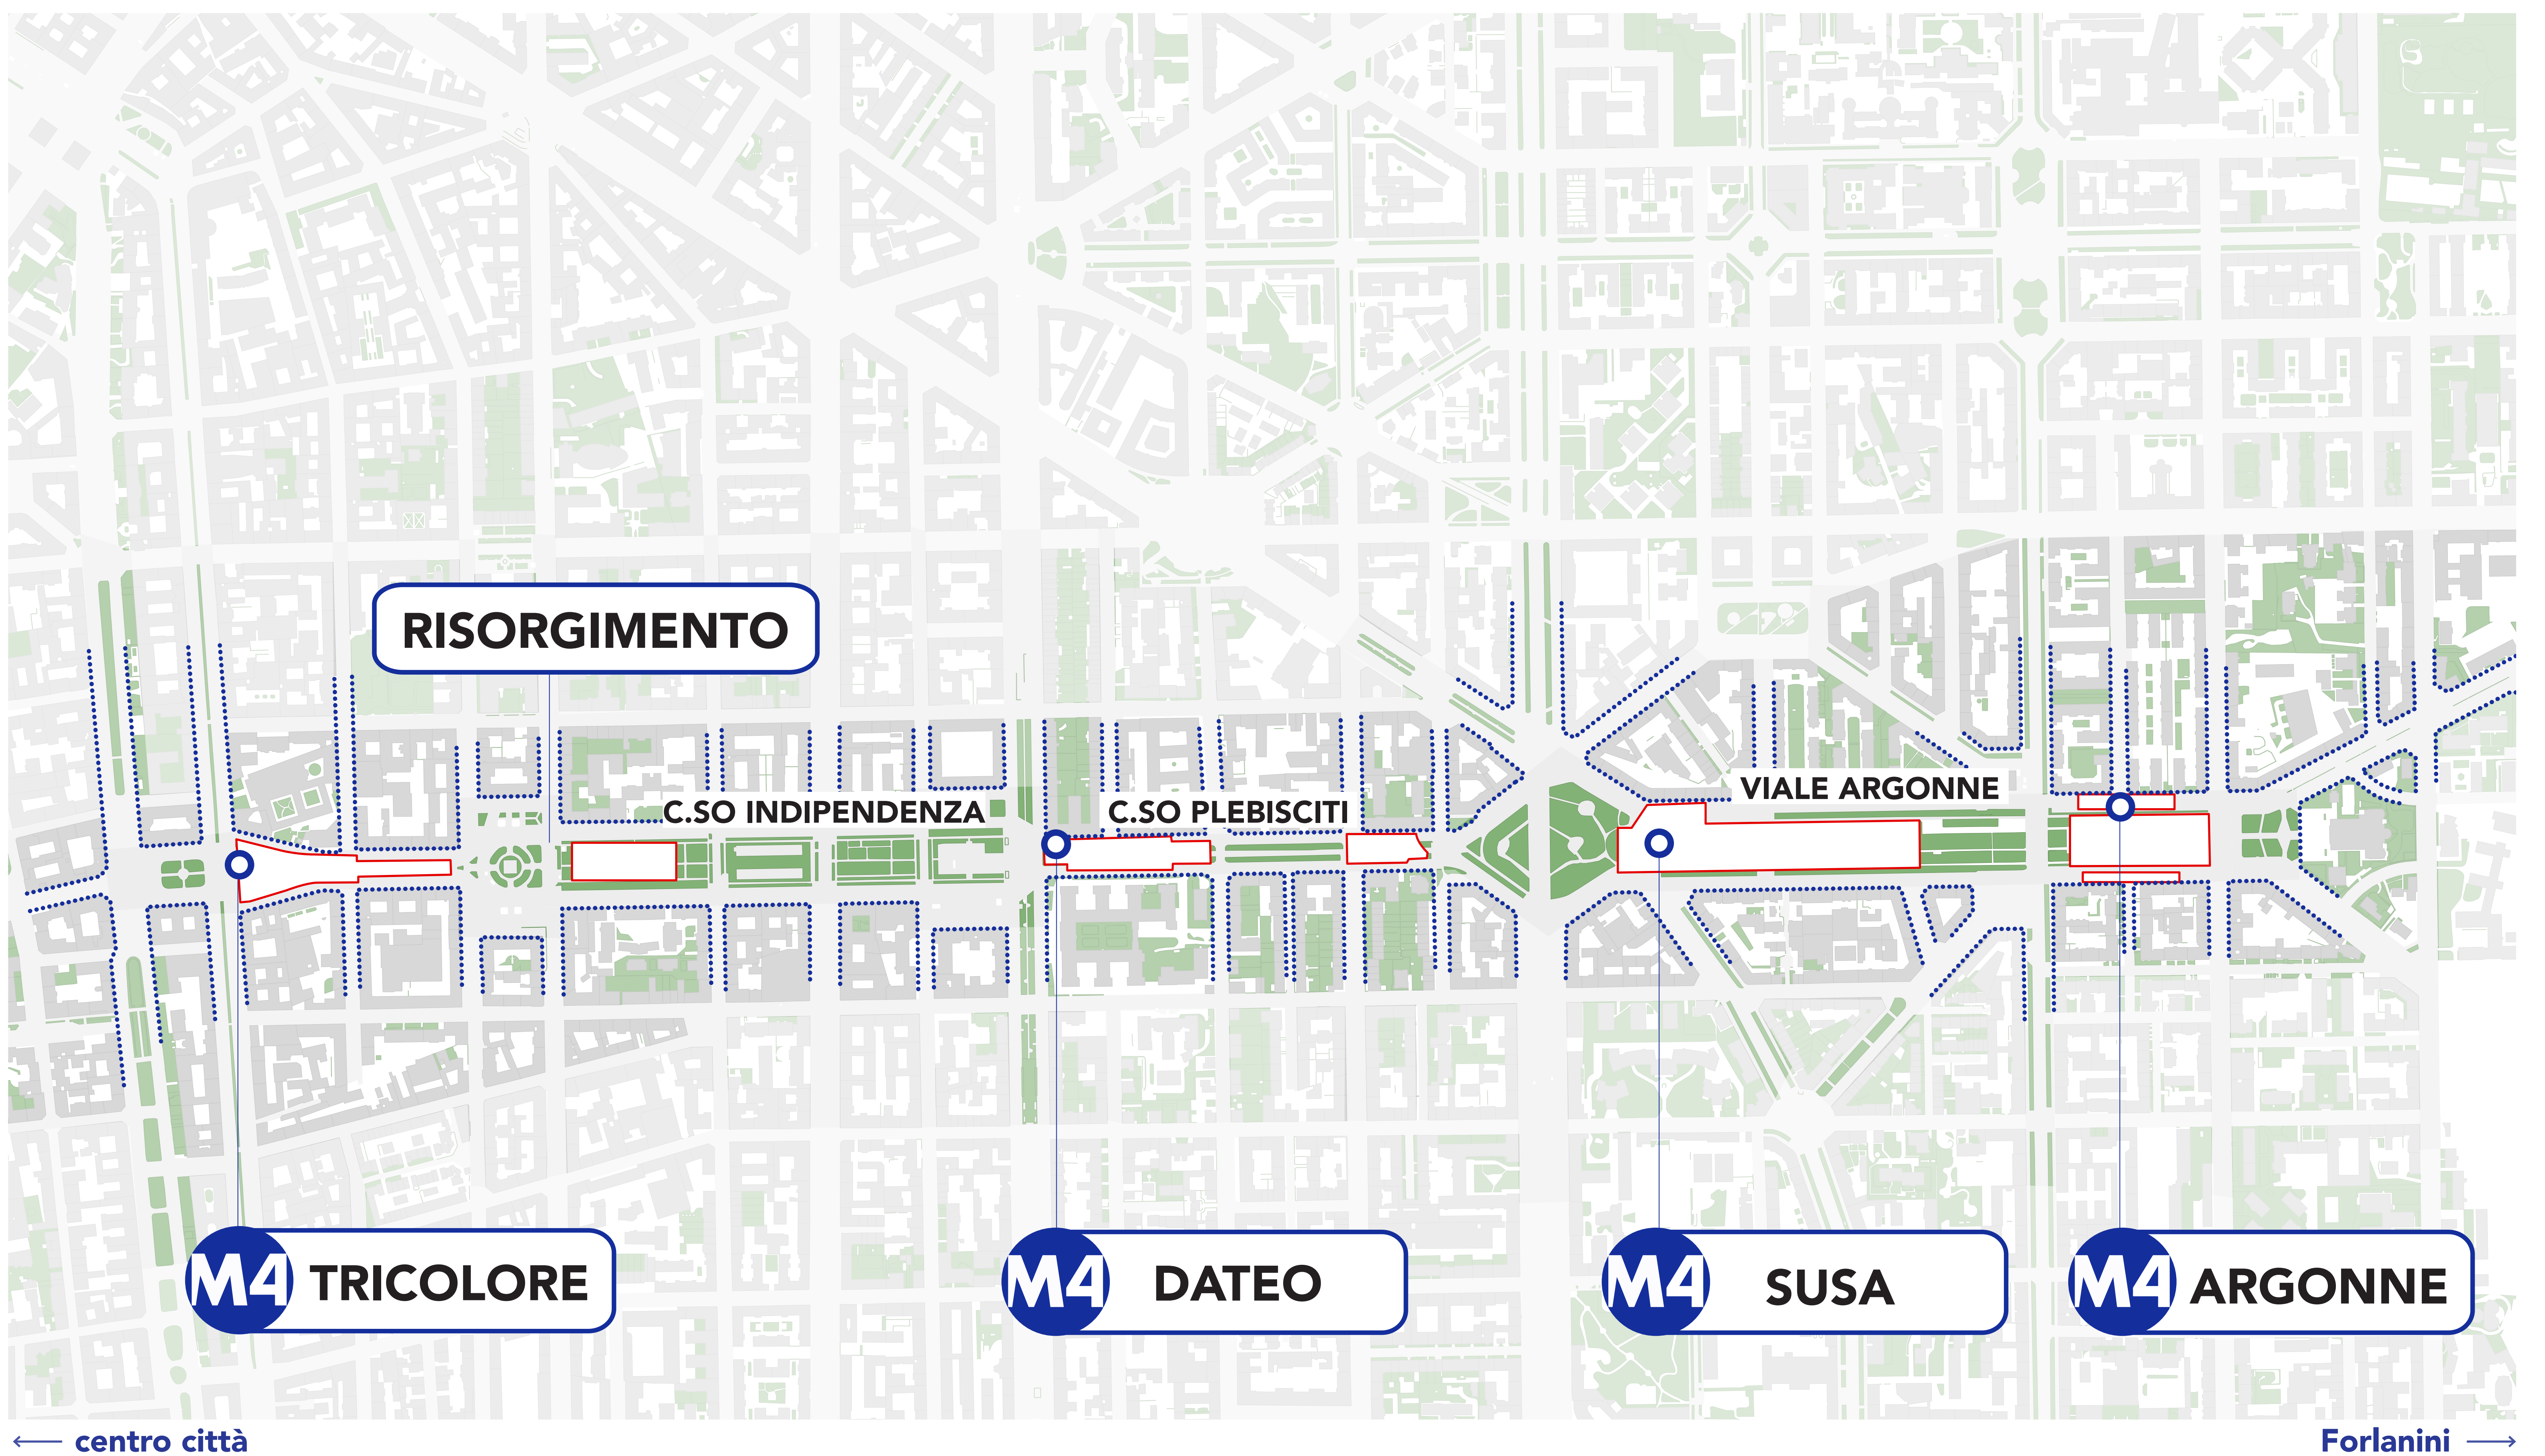 RISORGIMENTO
VIALE ARGONNE
C.SO INDIPENDENZA
C.SO PLEBISCITI
M4 TRICOLORE
M4 DATEO
M4 SUSA
M4 ARGONNE
← centro città
Forlanini →